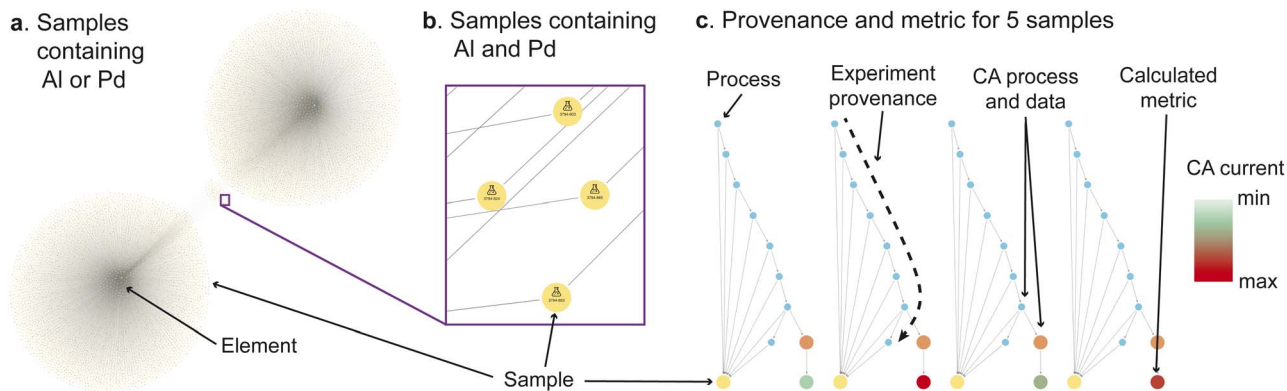 a. Samples
containing
Al or Pd
b. Samples containing
Al and Pd
c. Provenance and metric for 5 samples
Process
Experiment
provenance
CA process
and data
Calculated
metric
CA current
min
max
Element
Sample